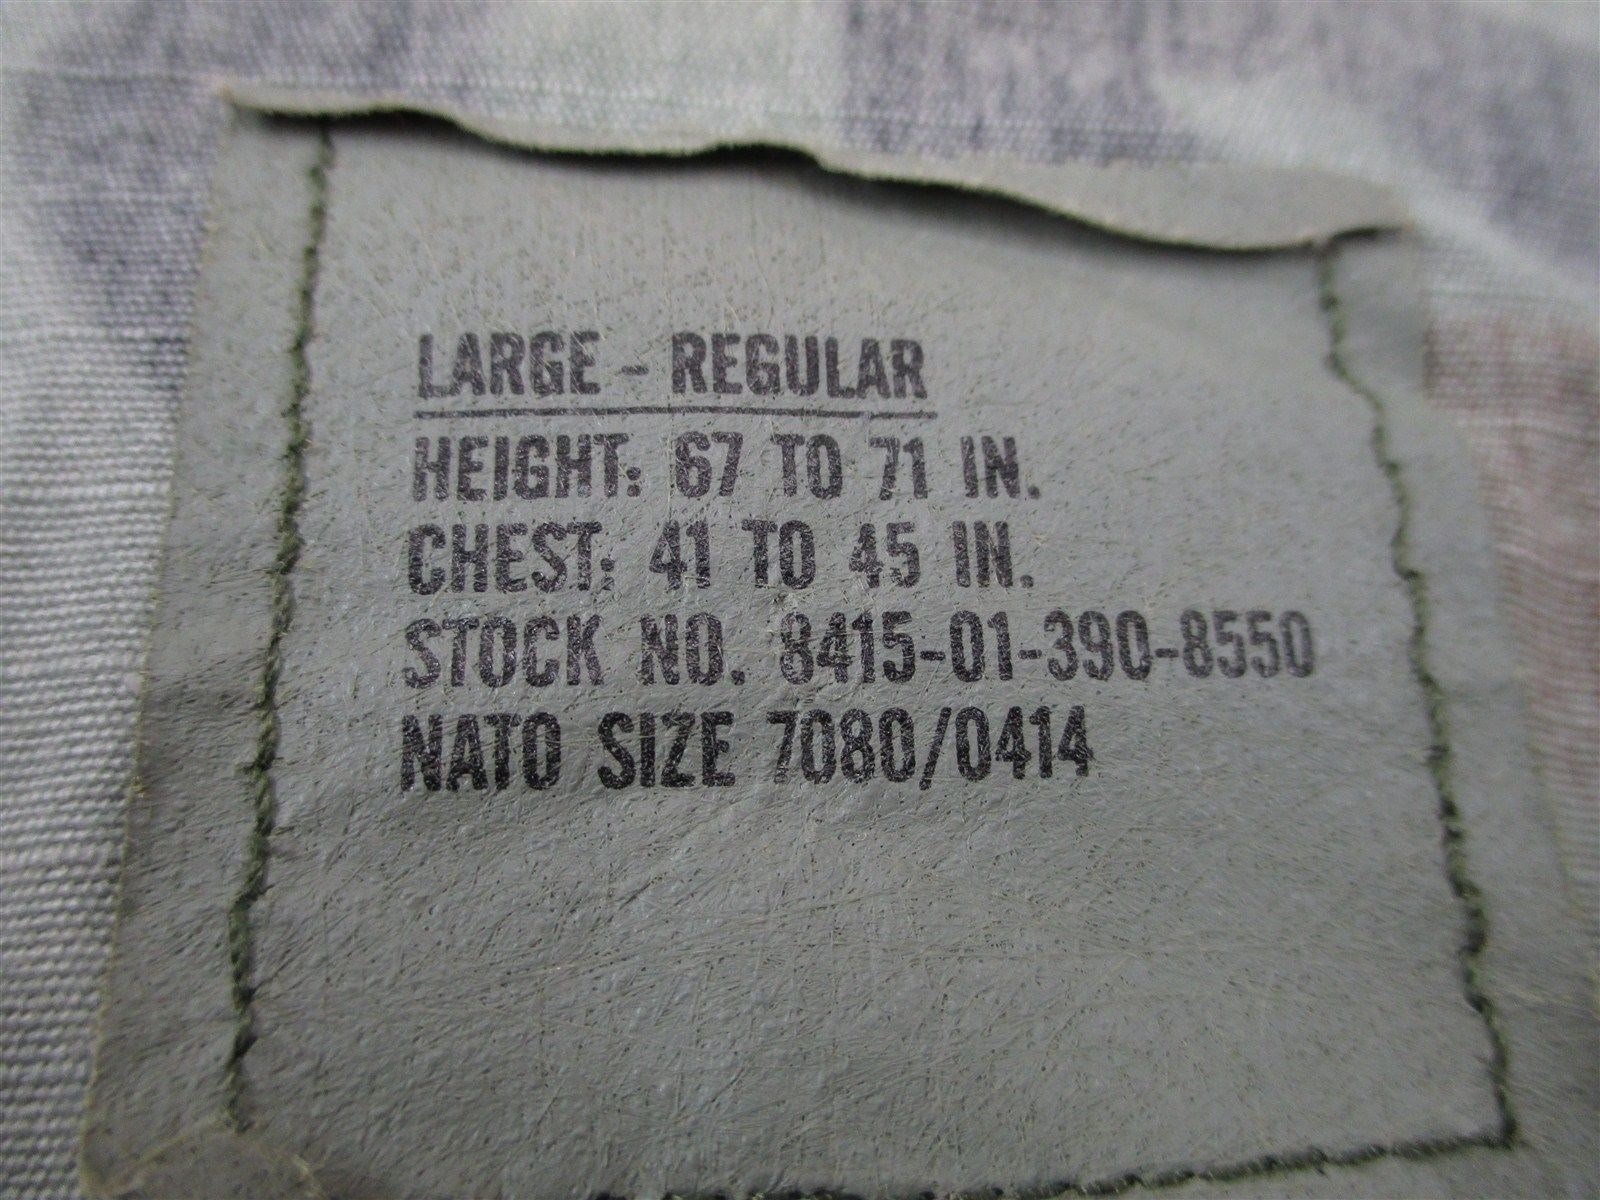 LARGE - REGULAR
HEIGHT: 67 TO 71 IN.
CHEST: 41 TO 45 IN.
STOCK NO. 8415-01-390-8550
NATO SIZE 7080/0414